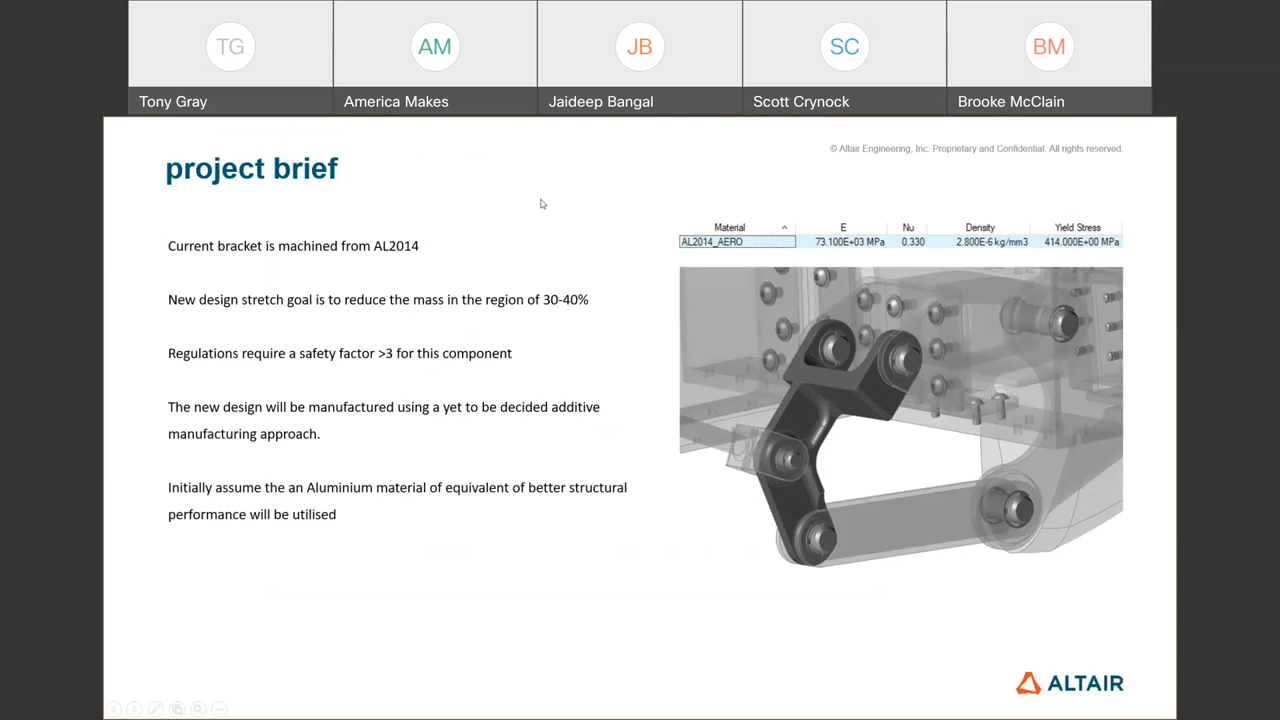 TG
AM
JB
SC
BM
Tony Gray
America Makes
Jaideep Bangal
Scott Crynock
Brooke McClain
© Altair Engineering, Inc. Proprietary and Confidential. All rights reserved.
project brief
Current bracket is machined from AL2014
New design stretch goal is to reduce the mass in the region of 30-40%
Regulations require a safety factor >3 for this component
The new design will be manufactured using a yet to be decided additive
manufacturing approach.
Initially assume the an Aluminium material of equivalent of better structural
performance will be utilised
Material E Nu Density Yield Stress
AL2014_AERO 73.100E+03 MPa 0.330 2.800E-6 kg/mm3 414.000E+00 MPa
ALTAIR